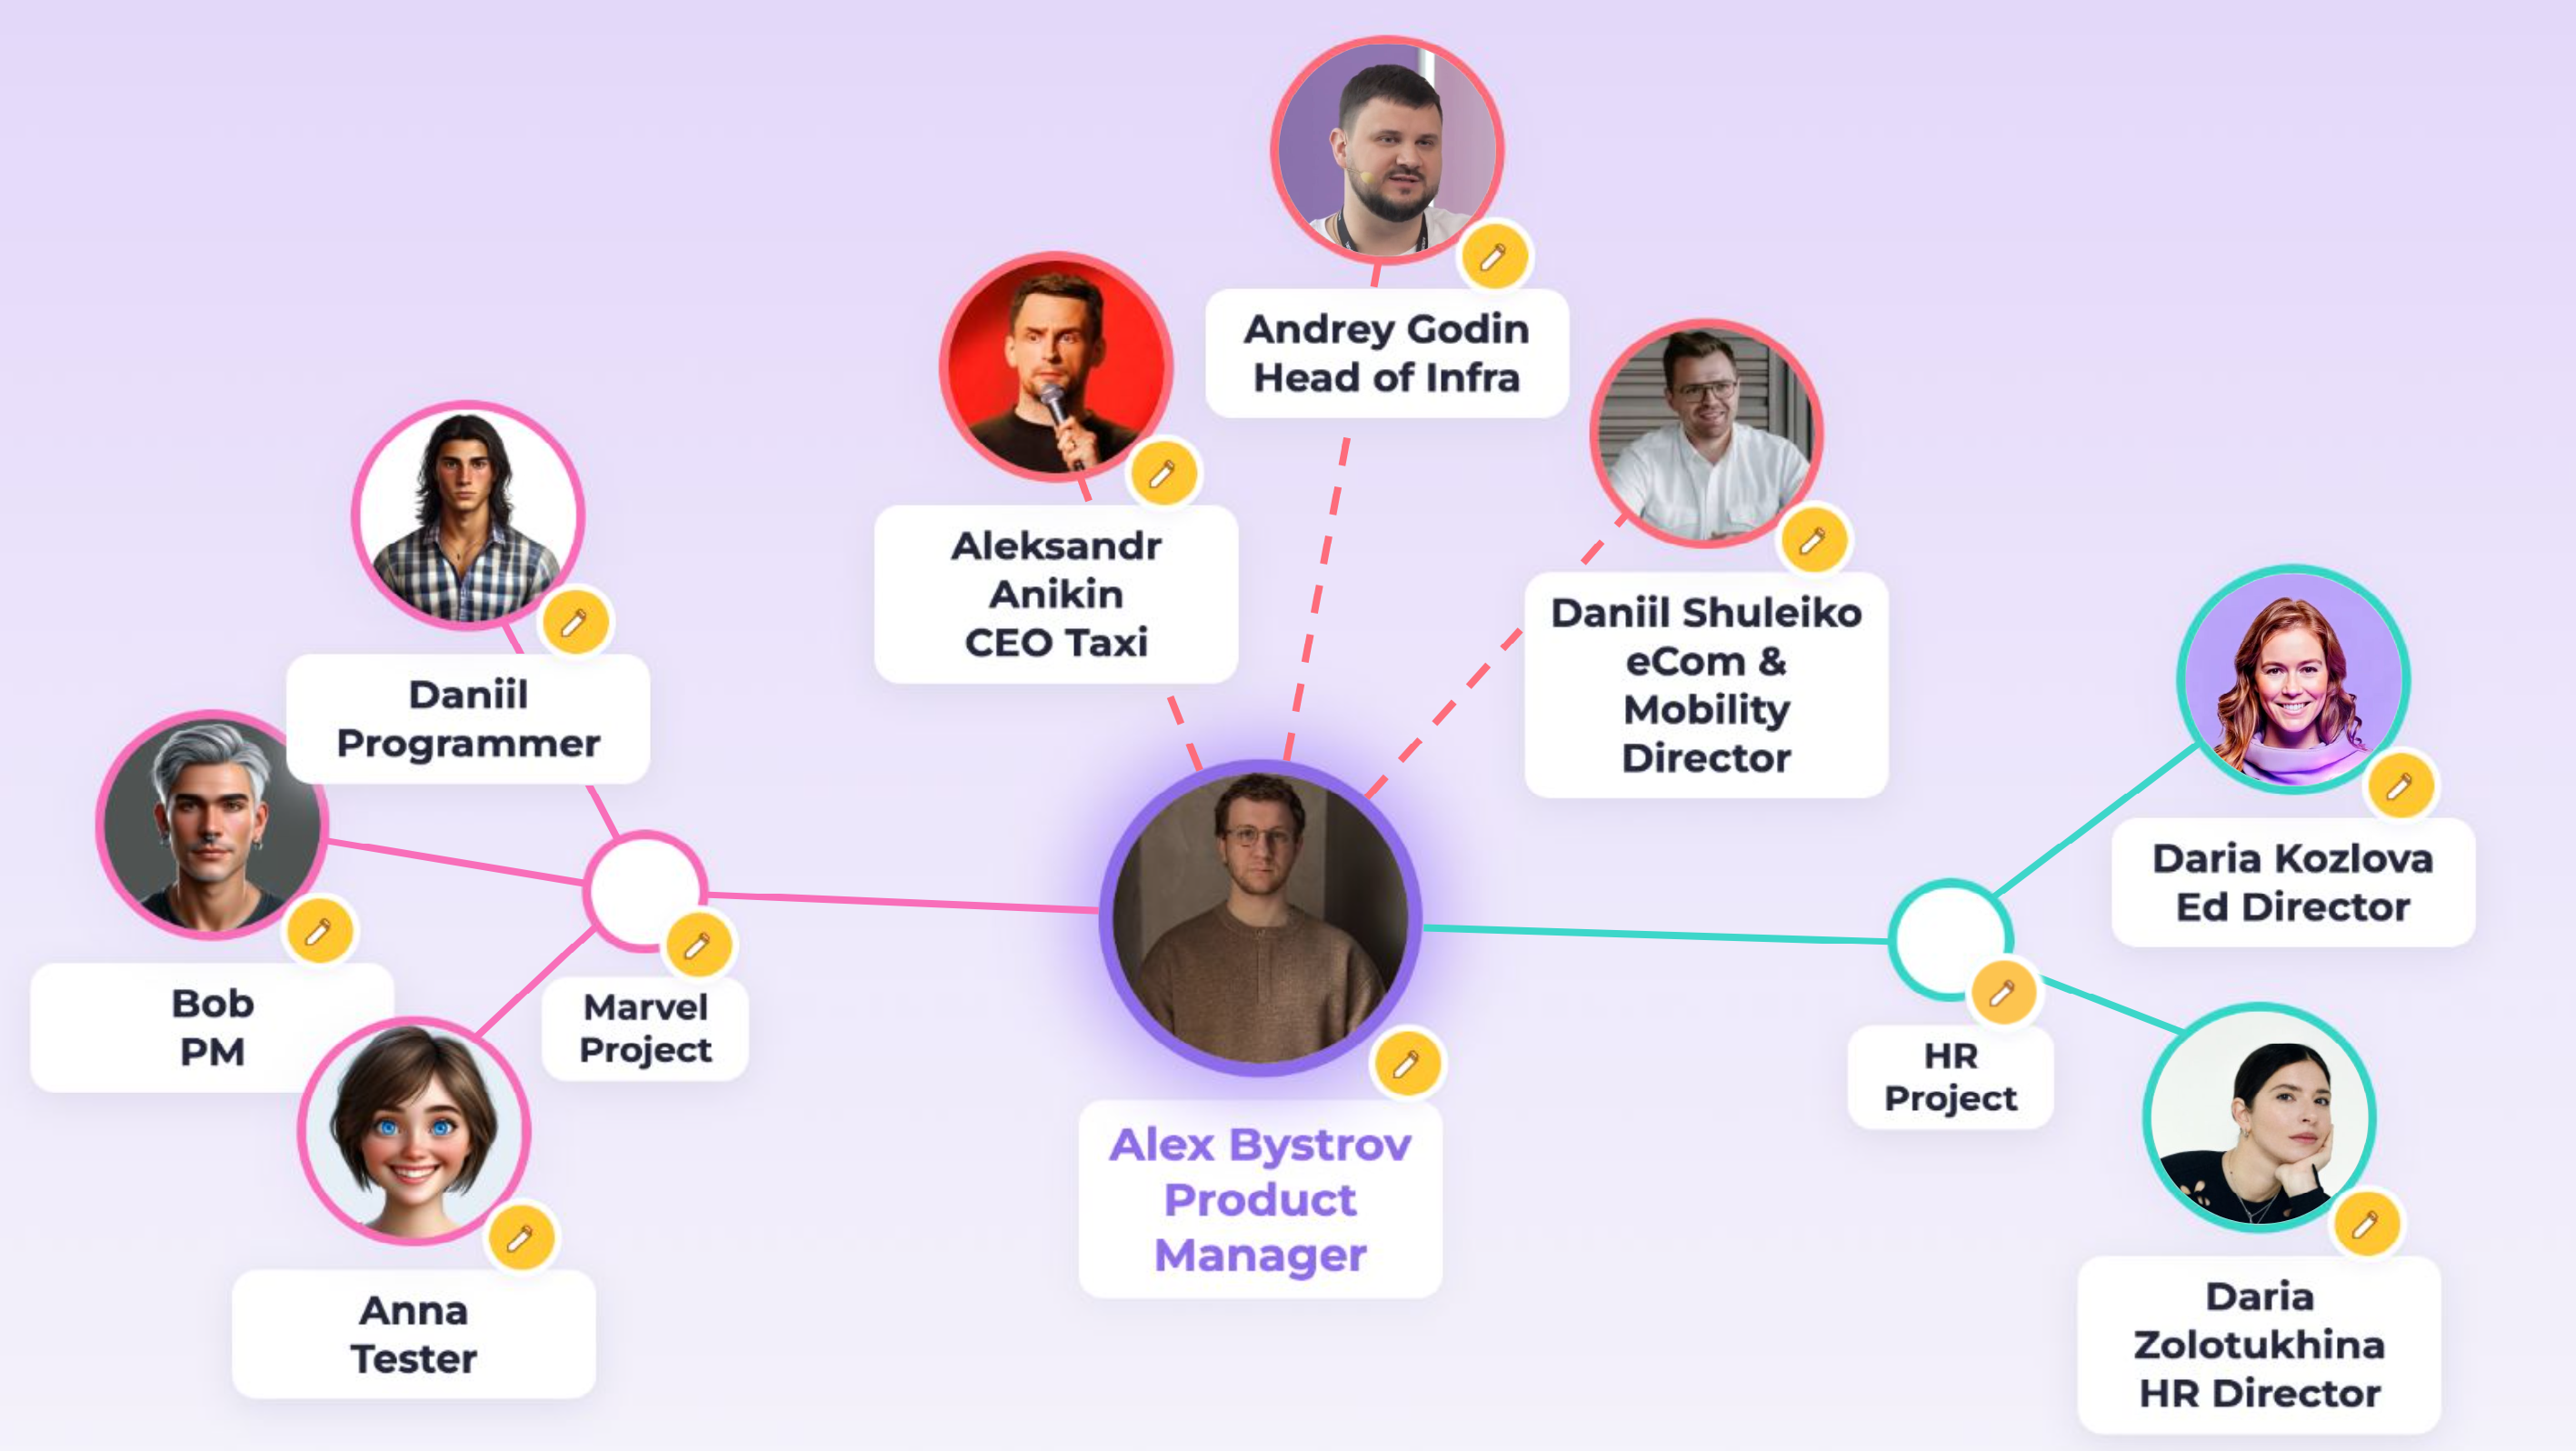 Andrey Godin
Head of Infra
Aleksandr
Anikin
CEO Taxi
Daniil Shuleiko
eCom &
Mobility
Director
Daniil
Programmer
Bob
PM
Marvel
Project
Anna
Tester
Alex Bystrov
Product
Manager
HR
Project
Daria Kozlova
Ed Director
Daria
Zolotukhina
HR Director